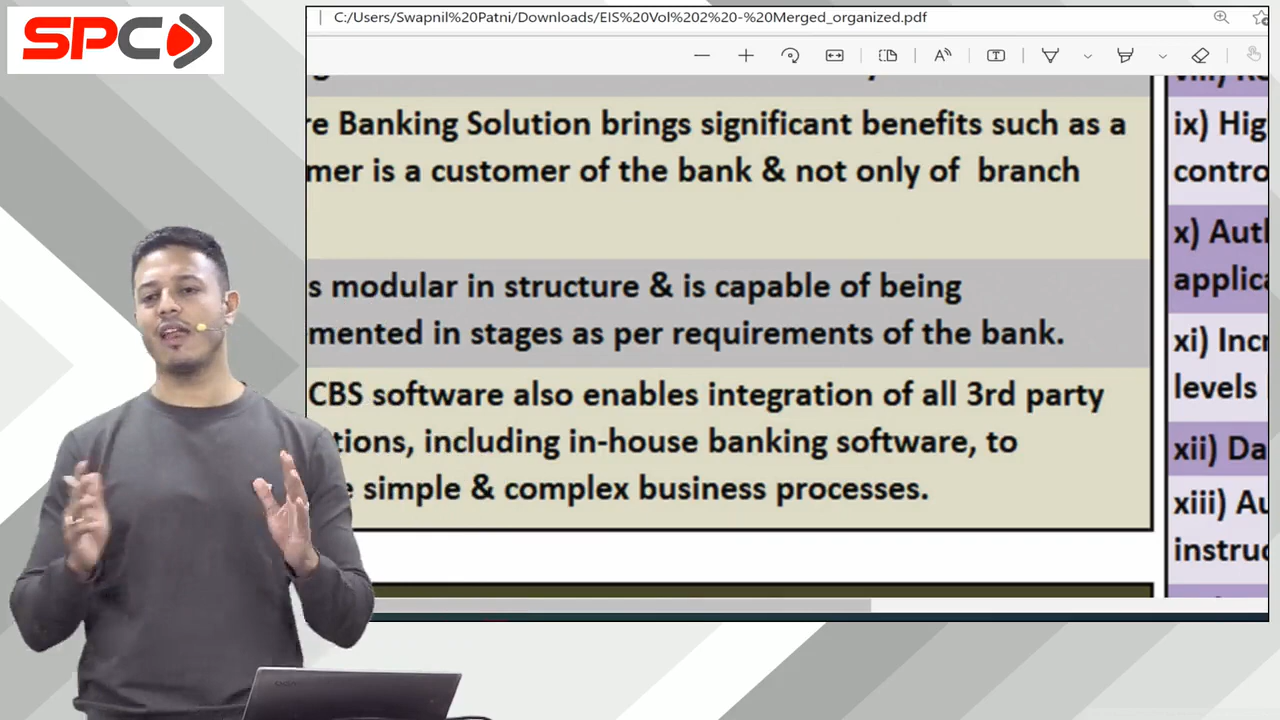 SPC
C:/Users/Swapnil%20Patni/Downloads/EIS%20Vol%202%20-%20Merged_organized.pdf
re Banking Solution brings significant benefits such as a
mer is a customer of the bank & not only of branch
s modular in structure & is capable of being
mented in stages as per requirements of the bank.
CBS software also enables integration of all 3rd party
tions, including in-house banking software, to
simple & complex business processes.
ix) Hig
contro
x) Auth
applica
xi) Incr
levels
xii) Da
xiii) Au
instruc